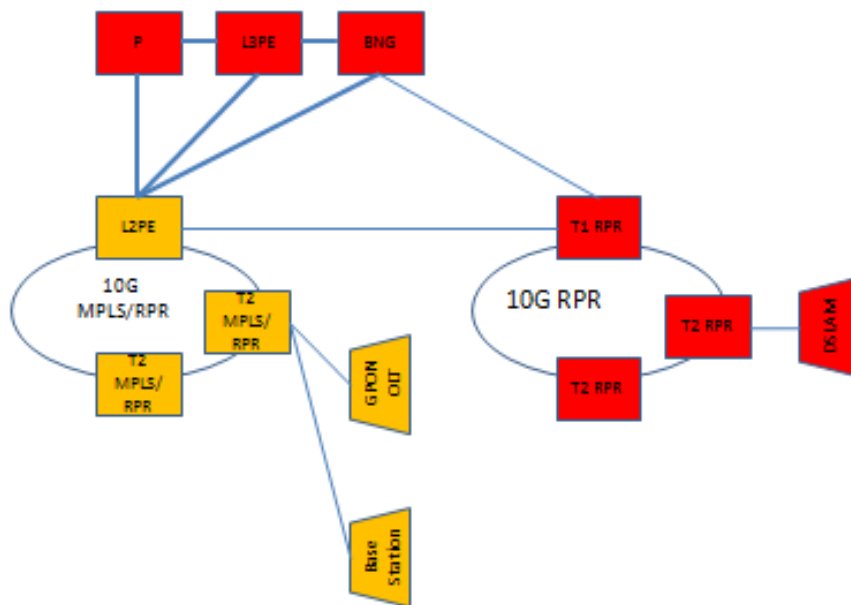 P
L3PE
BNG
L2PE
T1 RPR
10G
MPLS/RPR
T2
MPLS/
RPR
10G RPR
T2 RPR
DSLAM
T2
MPLS/
RPR
GPON
OLT
T2 RPR
Base
Station